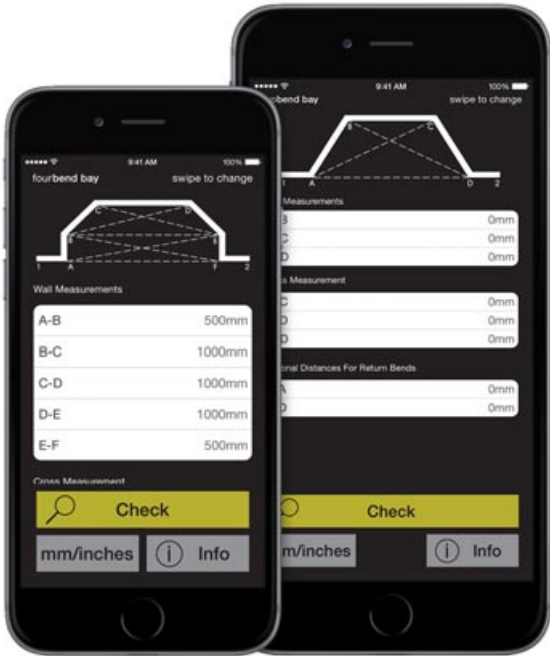 9:41 AM
100%
fourbend bay
swipe to change
C
D
B
E
1
A
F
2
Wall Measurements
A-B
500mm
B-C
1000mm
C-D
1000mm
D-E
1000mm
E-F
500mm
Cross Measurement
Check
mm/inches
i
Info
9:41 AM
100%
bend bay
swipe to change
B
C
1
A
D
2
Measurements
0mm
0mm
0mm
Measurement
0mm
0mm
0mm
Distances For Return Bends
0mm
0mm
Check
m/inches
i
Info